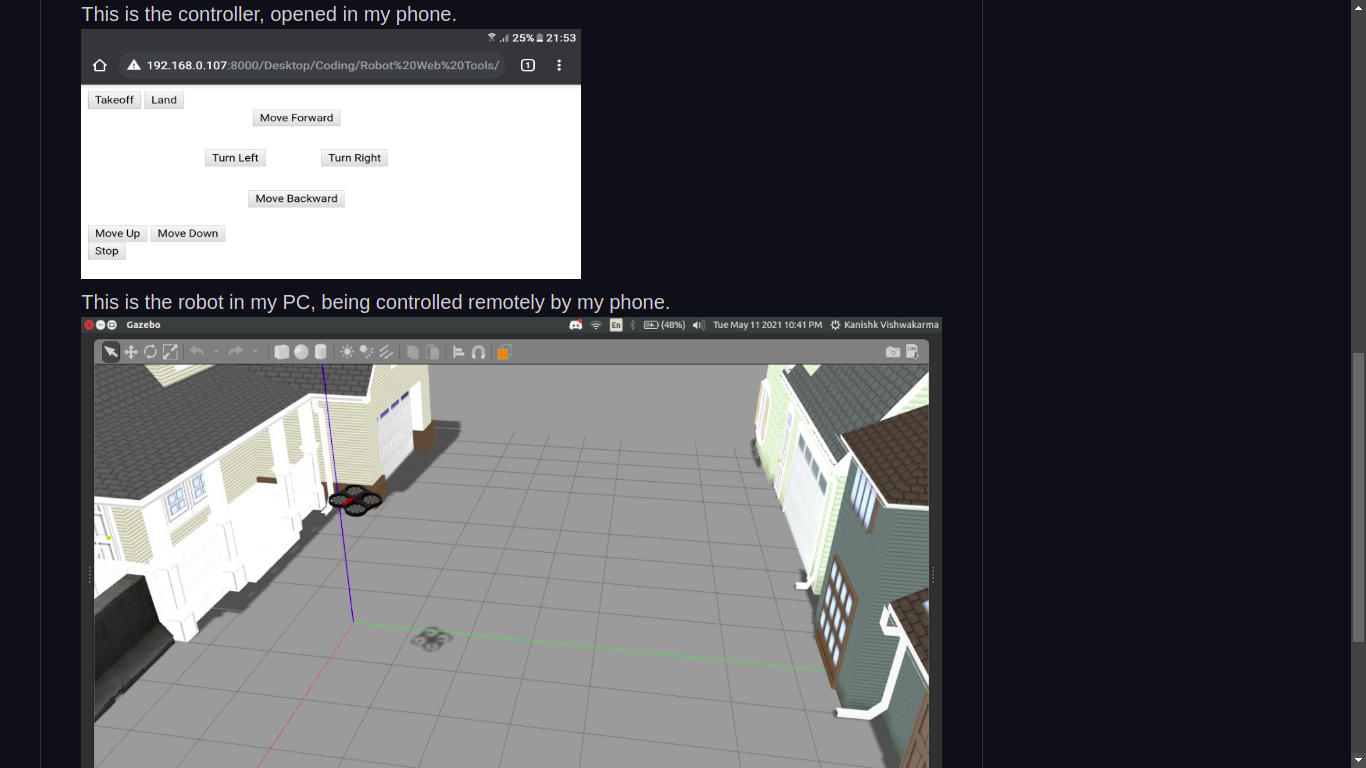 This is the controller, opened in my phone.
25% 21:53
192.168.0.107:8000/Desktop/Coding/Robot%20Web%20Tools/ 1
Takeoff Land
Move Forward
Turn Left Turn Right
Move Backward
Move Up Move Down
Stop
This is the robot in my PC, being controlled remotely by my phone.
Gazebo En (48%) Tue May 11 2021 10:41 PM Kanishk Vishwakarma